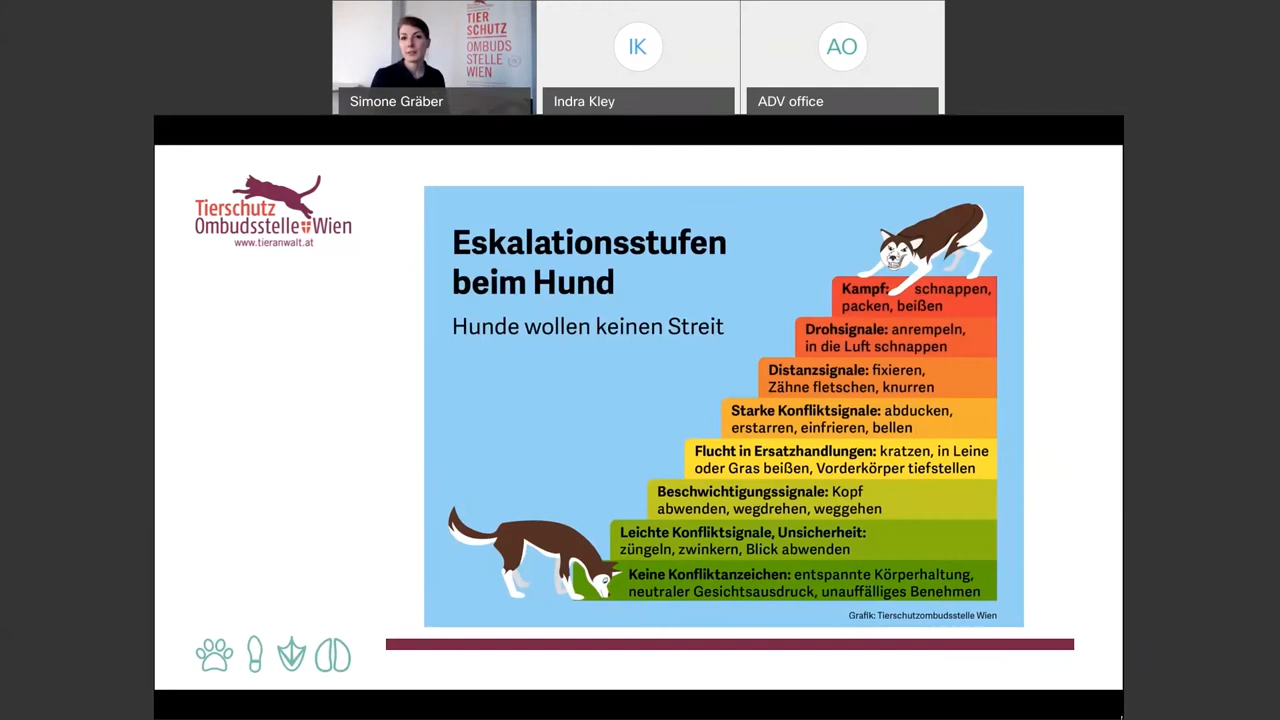 TIER
SCHUTZ
OMBUDS
STELLE
WIEN
IK
AO
Simone Gräber
Indra Kley
ADV office
Tierschutz
Ombudsstelle Wien
www.tieranwalt.at
Eskalationsstufen
beim Hund
Hunde wollen keinen Streit
Kampf: schnappen,
packen, beißen
Drohsignale: anrempeln,
in die Luft schnappen
Distanzsignale: fixieren,
Zähne fletschen, knurren
Starke Konfliktsignale: abducken,
erstarren, einfrieren, bellen
Flucht in Ersatzhandlungen: kratzen, in Leine
oder Gras beißen, Vorderkörper tiefstellen
Beschwichtigungssignale: Kopf
abwenden, wegdrehen, weggehen
Leichte Konfliktsignale, Unsicherheit:
züngeln, zwinkern, Blick abwenden
Keine Konfliktanzeichen: entspannte Körperhaltung,
neutraler Gesichtsausdruck, unauffälliges Benehmen
Grafik: Tierschutzombudsstelle Wien